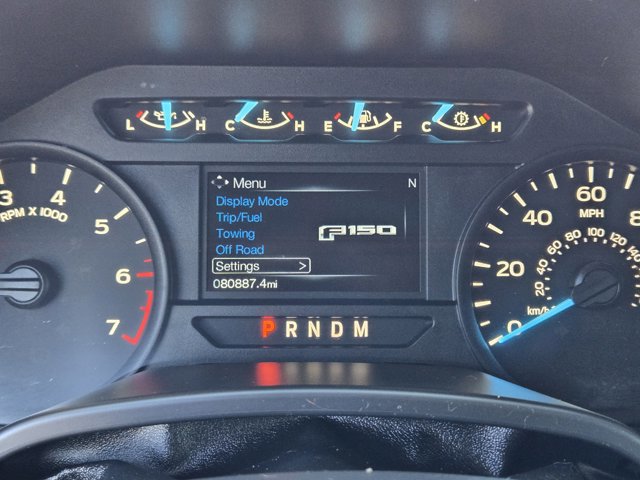 L H C H E F C H
Menu N
Display Mode
Trip/Fuel
Towing
Off Road
Settings >
080887.4mi
F150
P R N D M
3 4 5 6 7
RPM X 1000
0 20 40 60 8
MPH
20 40 60 80 100 120 140
km/h